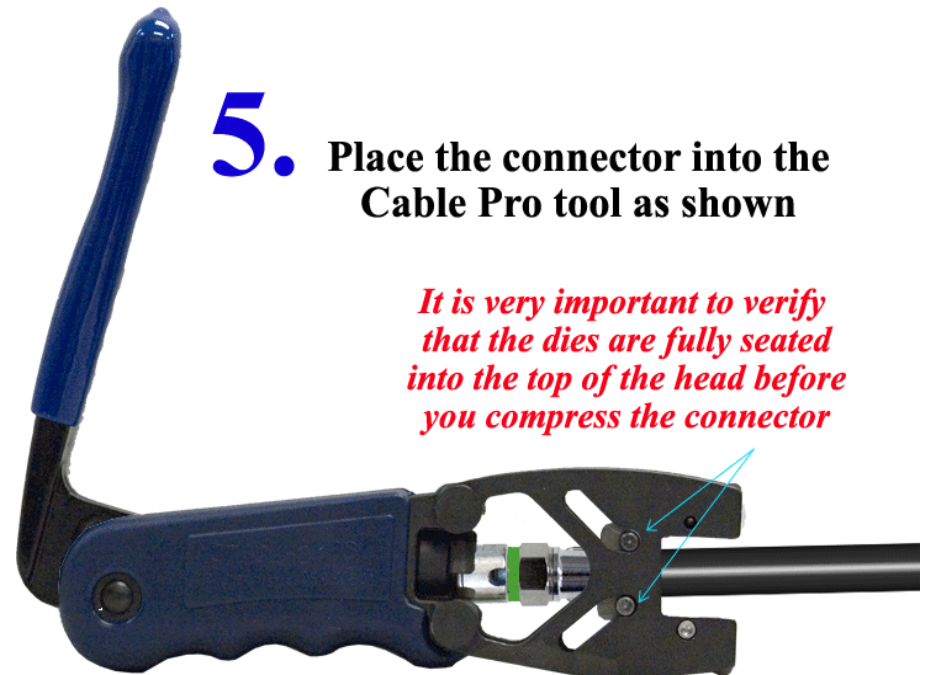 5.
Place the connector into the
Cable Pro tool as shown
It is very important to verify
that the dies are fully seated
into the top of the head before
you compress the connector